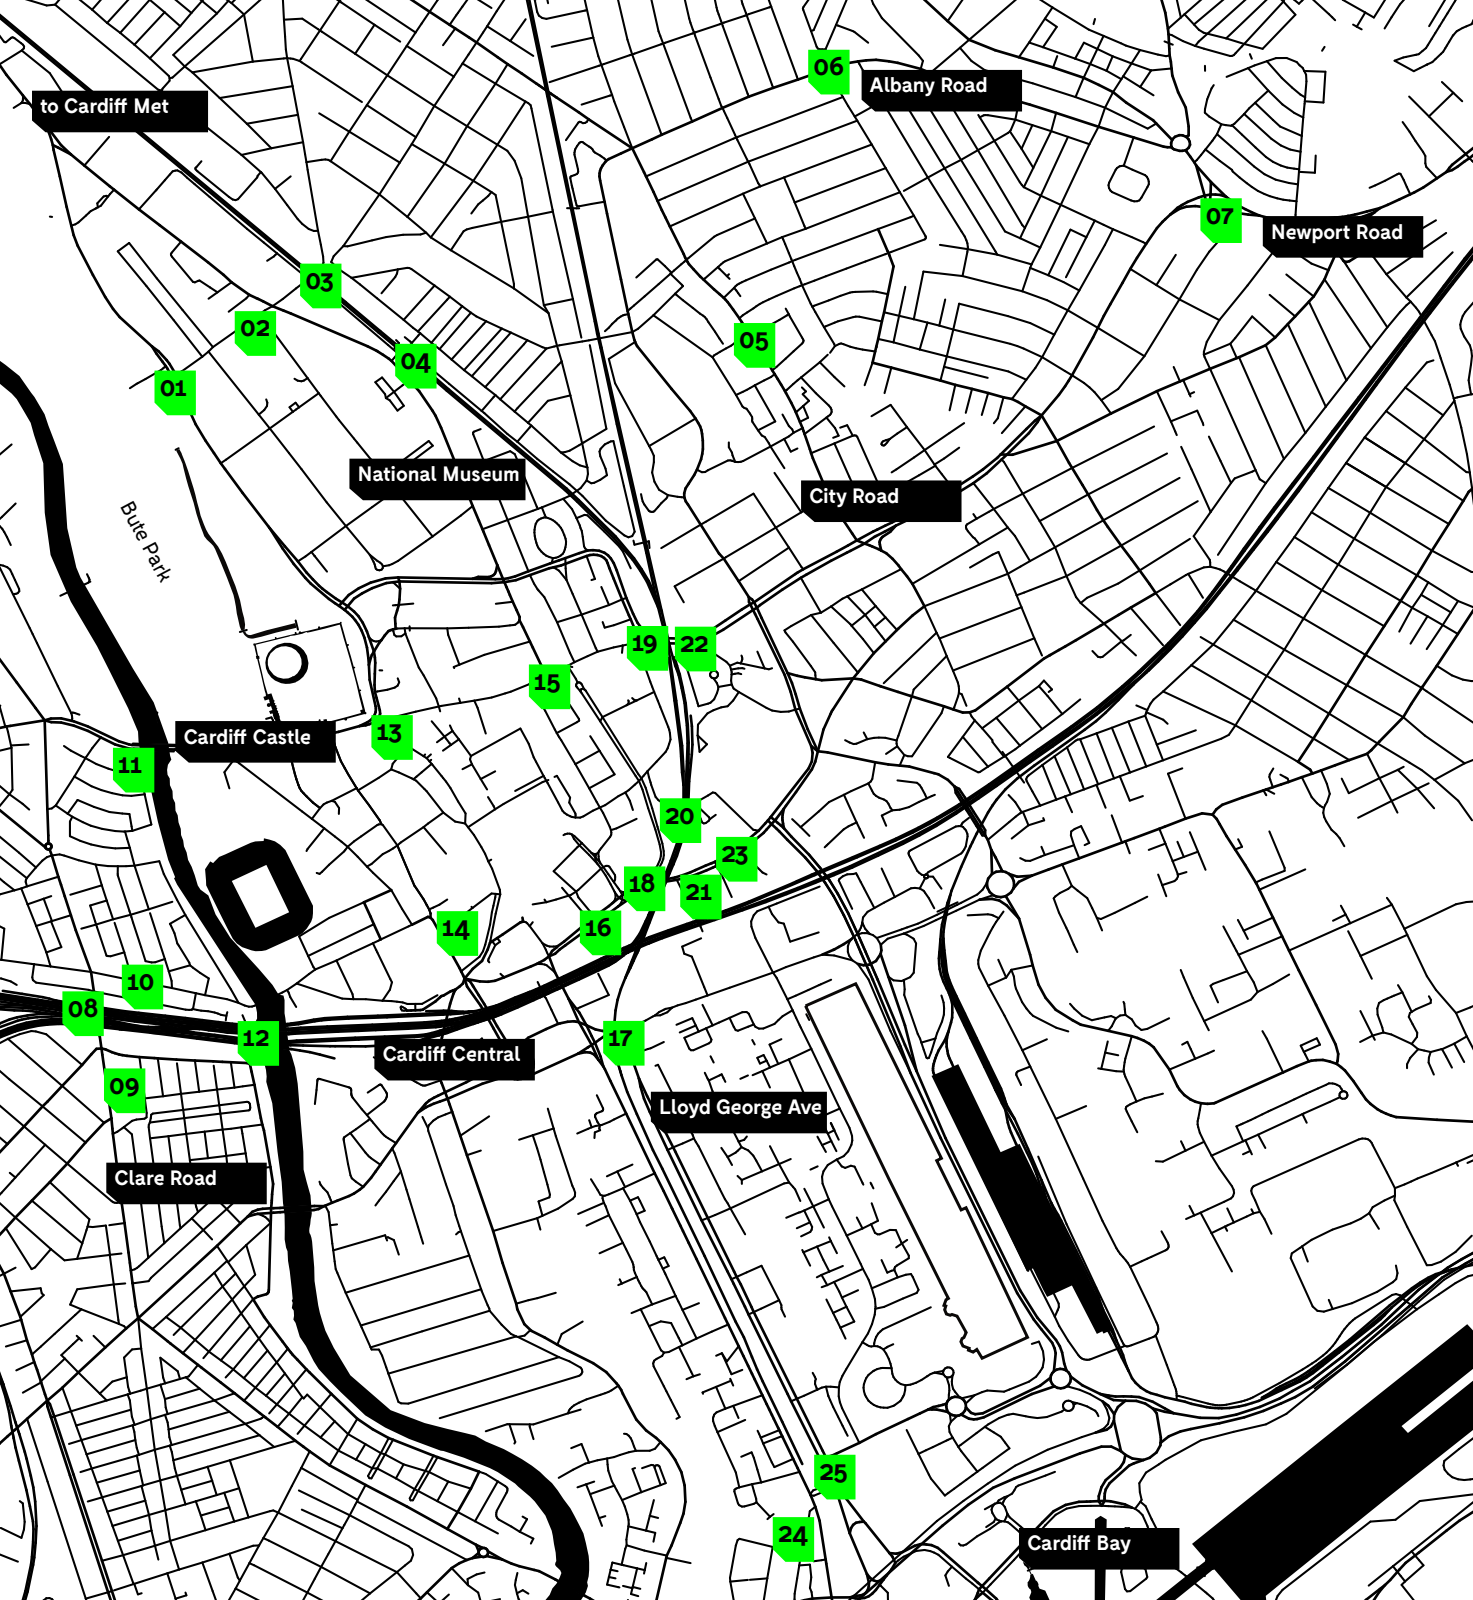 06
Albany Road
to Cardiff Met
07
Newport Road
03
02
05
04
01
National Museum
City Road
Bute Park
19
22
15
13
Cardiff Castle
11
20
23
18
21
14
16
10
08
12
17
Cardiff Central
09
Lloyd George Ave
Clare Road
25
24
Cardiff Bay